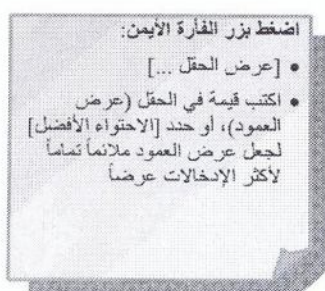 اضغط بزر الفأرة الأيمن:
• [عرض الحقل ...]
• اكتب قيمة في الحقل (عرض
العمود)، أو حدد [الاحتواء الأفضل]
لجعل عرض العمود ملائماً تماماً
لأكثر الإدخالات عرضاً